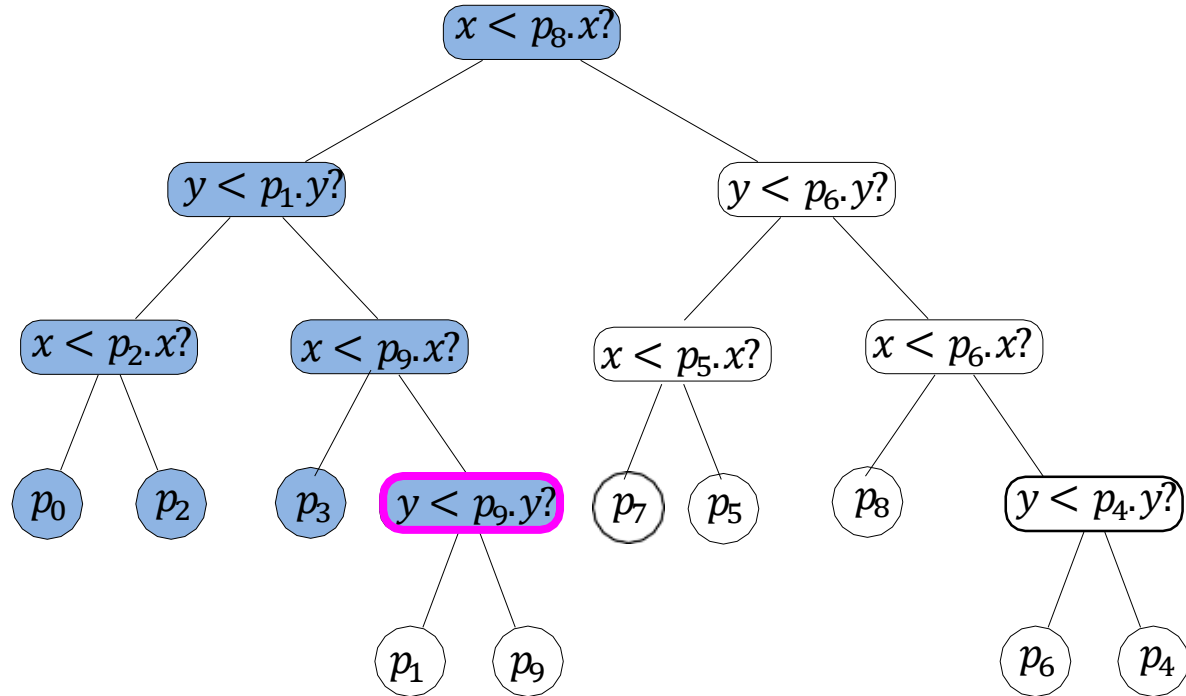 x < p₈.x?
y < p₁.y?
y < p₆.y?
x < p₂.x?
x < p₉.x?
x < p₅.x?
x < p₆.x?
p₀
p₂
p₃
y < p₉.y?
p₇
p₅
p₈
y < p₄.y?
p₁
p₉
p₆
p₄